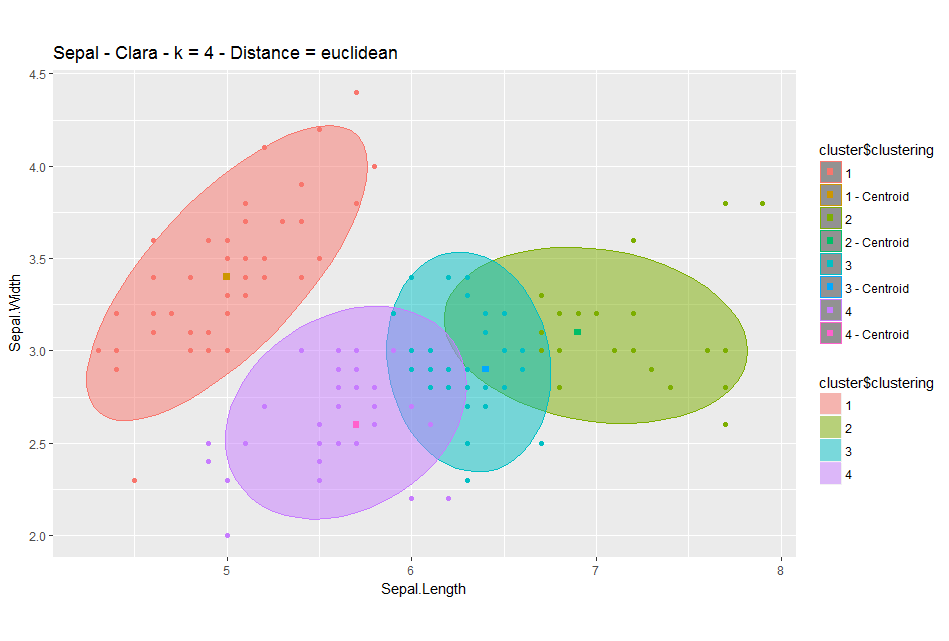 Sepal - Clara - k = 4 - Distance = euclidean
4.5
4.0
3.5
3.0
2.5
2.0
Sepal.Width
5
6
7
8
Sepal.Length
cluster$clustering
1
1 - Centroid
2
2 - Centroid
3
3 - Centroid
4
4 - Centroid
cluster$clustering
1
2
3
4